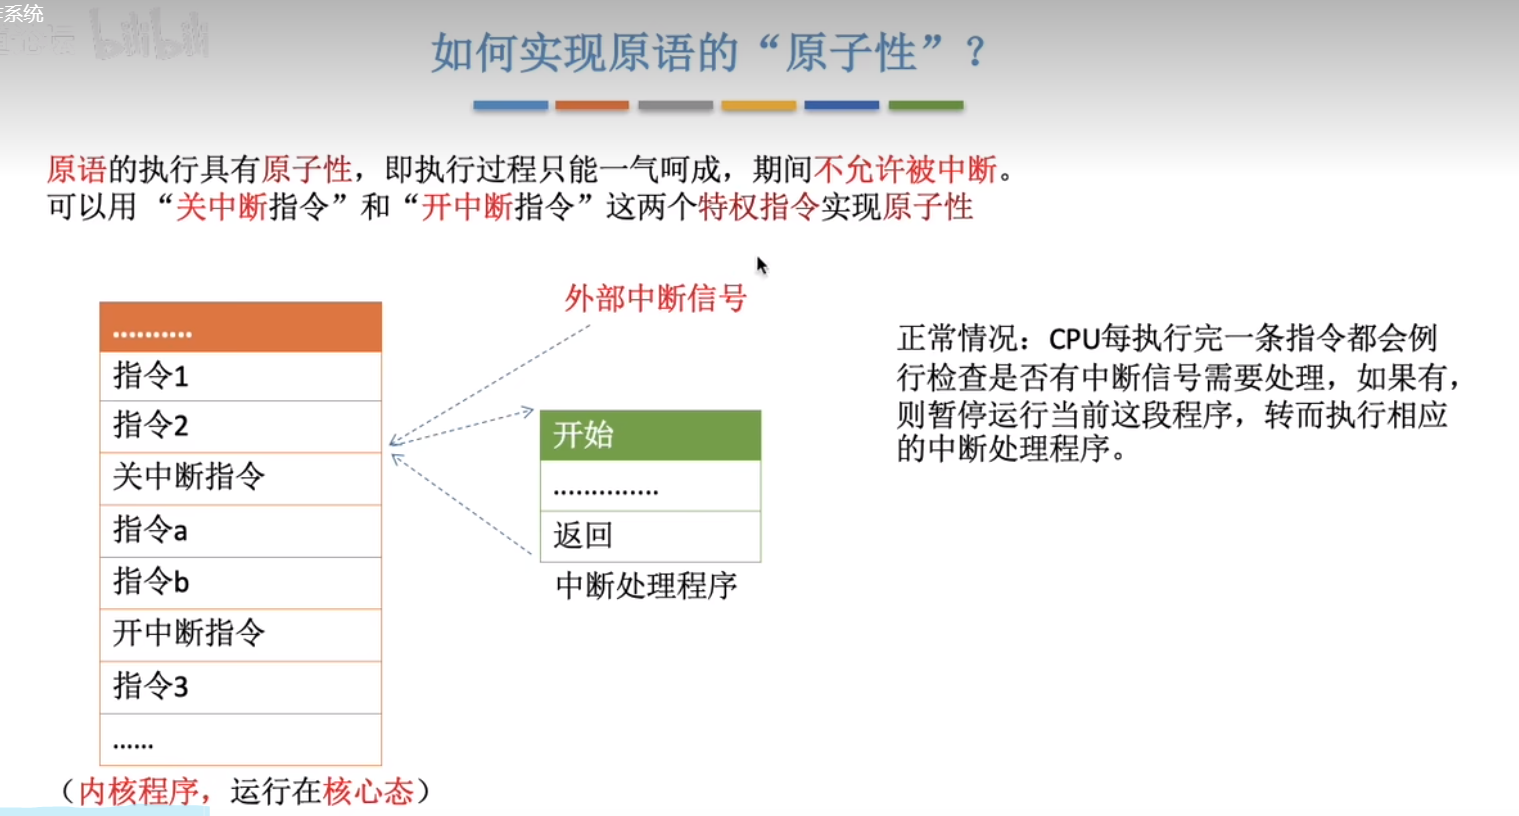 系统
bilibili
如何实现原语的“原子性”？
原语的执行具有原子性，即执行过程只能一气呵成，期间不允许被中断。
可以用 “关中断指令”和“开中断指令”这两个特权指令实现原子性
..........
指令1
指令2
关中断指令
指令a
指令b
开中断指令
指令3
......
（内核程序，运行在核心态）
外部中断信号
开始
..............
返回
中断处理程序
正常情况：CPU每执行完一条指令都会例
行检查是否有中断信号需要处理，如果有，
则暂停运行当前这段程序，转而执行相应
的中断处理程序。